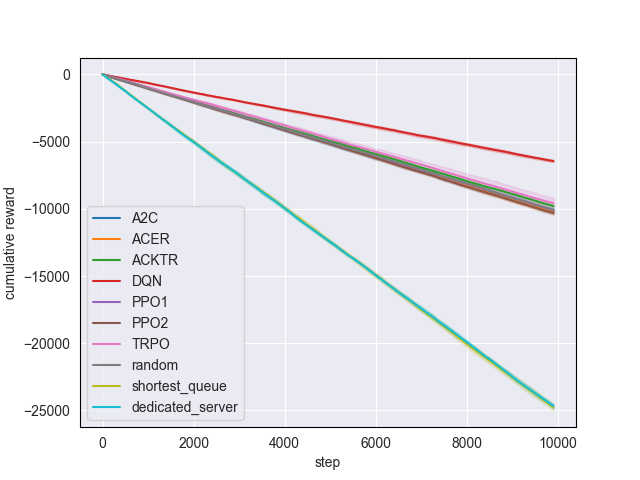 0
−5000
−10000
−15000
−20000
−25000
cumulative reward
A2C
ACER
ACKTR
DQN
PPO1
PPO2
TRPO
random
shortest_queue
dedicated_server
0 2000 4000 6000 8000 10000
step